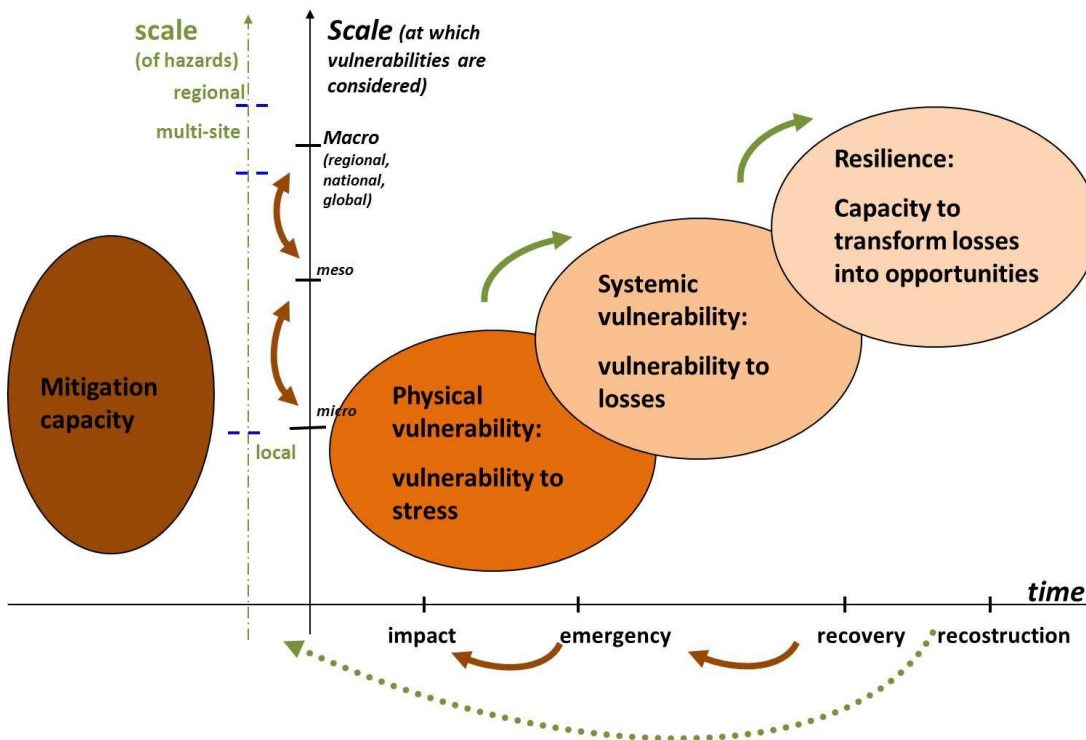 scale
(of hazards)
regional
multi-site
local
Scale (at which
vulnerabilities are
considered)
Macro
(regional,
national,
global)
meso
micro
Mitigation
capacity
Physical
vulnerability:
vulnerability to
stress
Systemic
vulnerability:
vulnerability to
losses
Resilience:
Capacity to
transform losses
into opportunities
time
impact
emergency
recovery
recostruction